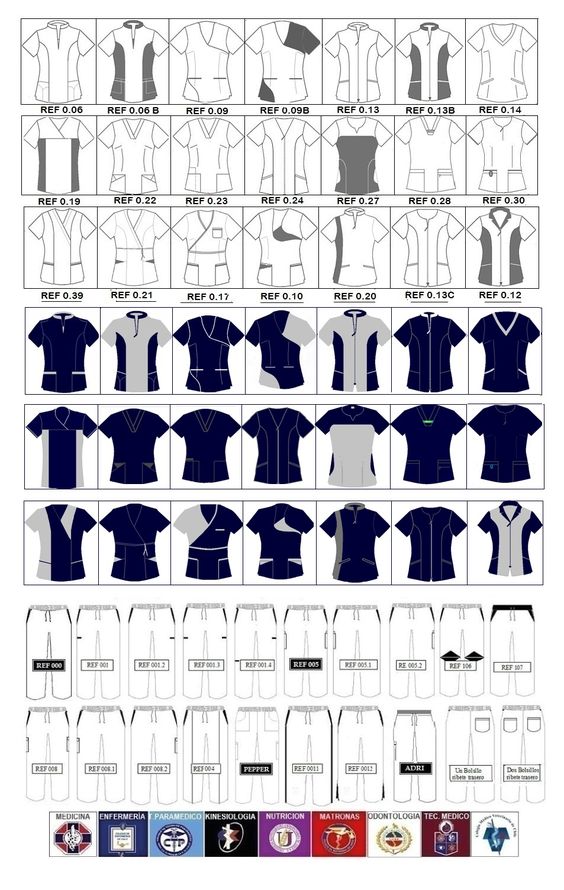 REF 0.06 REF 0.06 B REF 0.09 REF 0.09B REF 0.13 REF 0.13B REF 0.14
REF 0.19 REF 0.22 REF 0.23 REF 0.24 REF 0.27 REF 0.28 REF 0.30
REF 0.39 REF 0.21 REF 0.17 REF 0.10 REF 0.20 REF 0.13C REF 0.12
REF 000 REF 001 REF 001.2 REF 001.3 REF 001.4 REF 005 REF 005.1 RE 005.2 REF 106 REF 107
REF 008 REF 008.1 REF 008.2 REF 004 PEPPER REF 0011 REF 0012 ADRI Un Bolsillo Dos Bolsillos
ribete trasero ribete trasero
MEDICINA ENFERMERÍA T.PARAMEDICO KINESIOLOGIA NUTRICION MATRONAS ODONTOLOGIA TEC. MEDICO